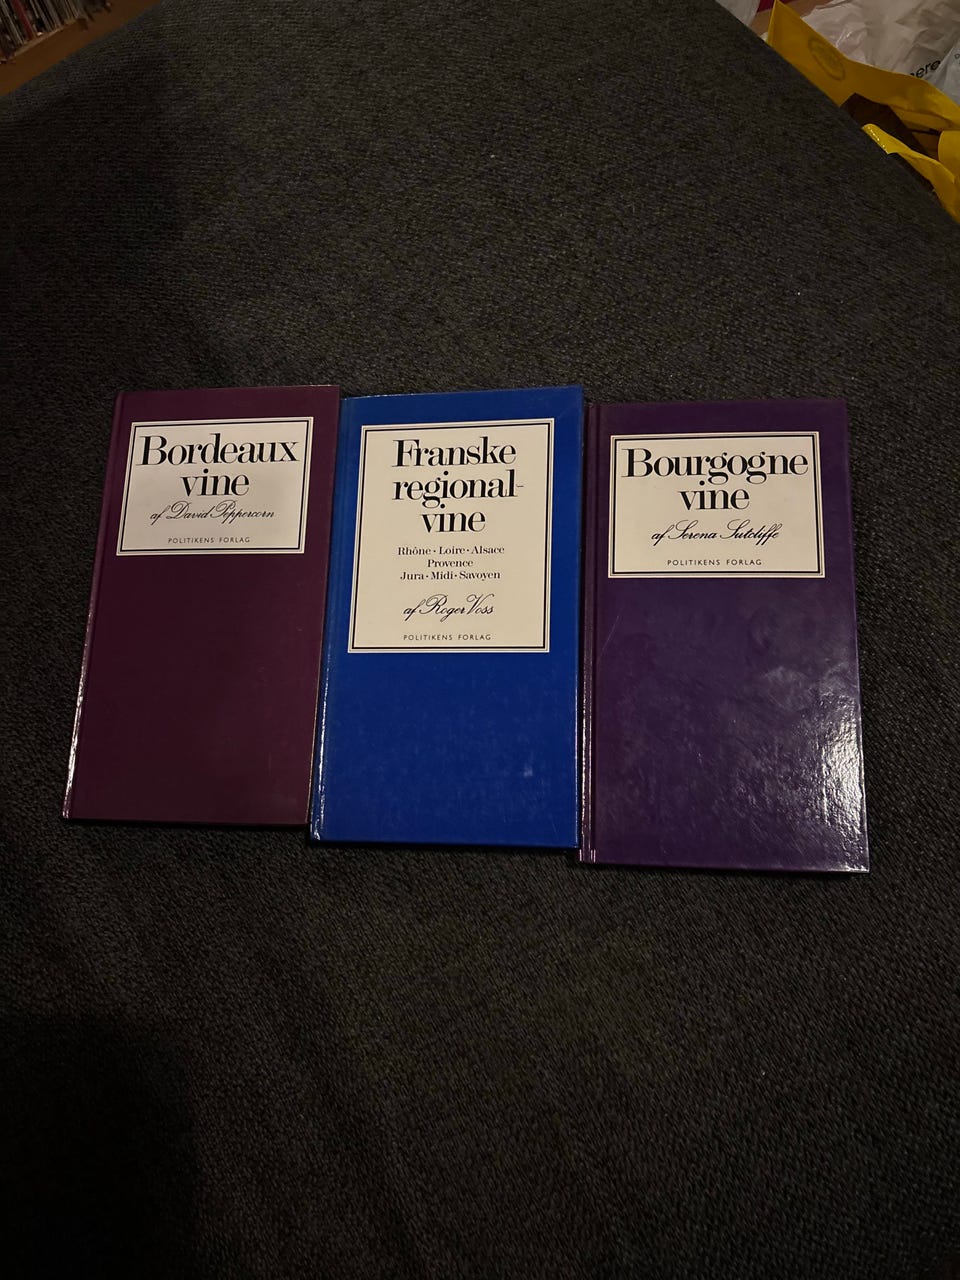 Bordeaux
vine
af David Peppercorn
POLITIKENS FORLAG
Franske
regional-
vine
Rhône • Loire • Alsace
Provence
Jura • Midi • Savoyen
af Roger Voss
POLITIKENS FORLAG
Bourgogne
vine
af Serena Sutcliffe
POLITIKENS FORLAG